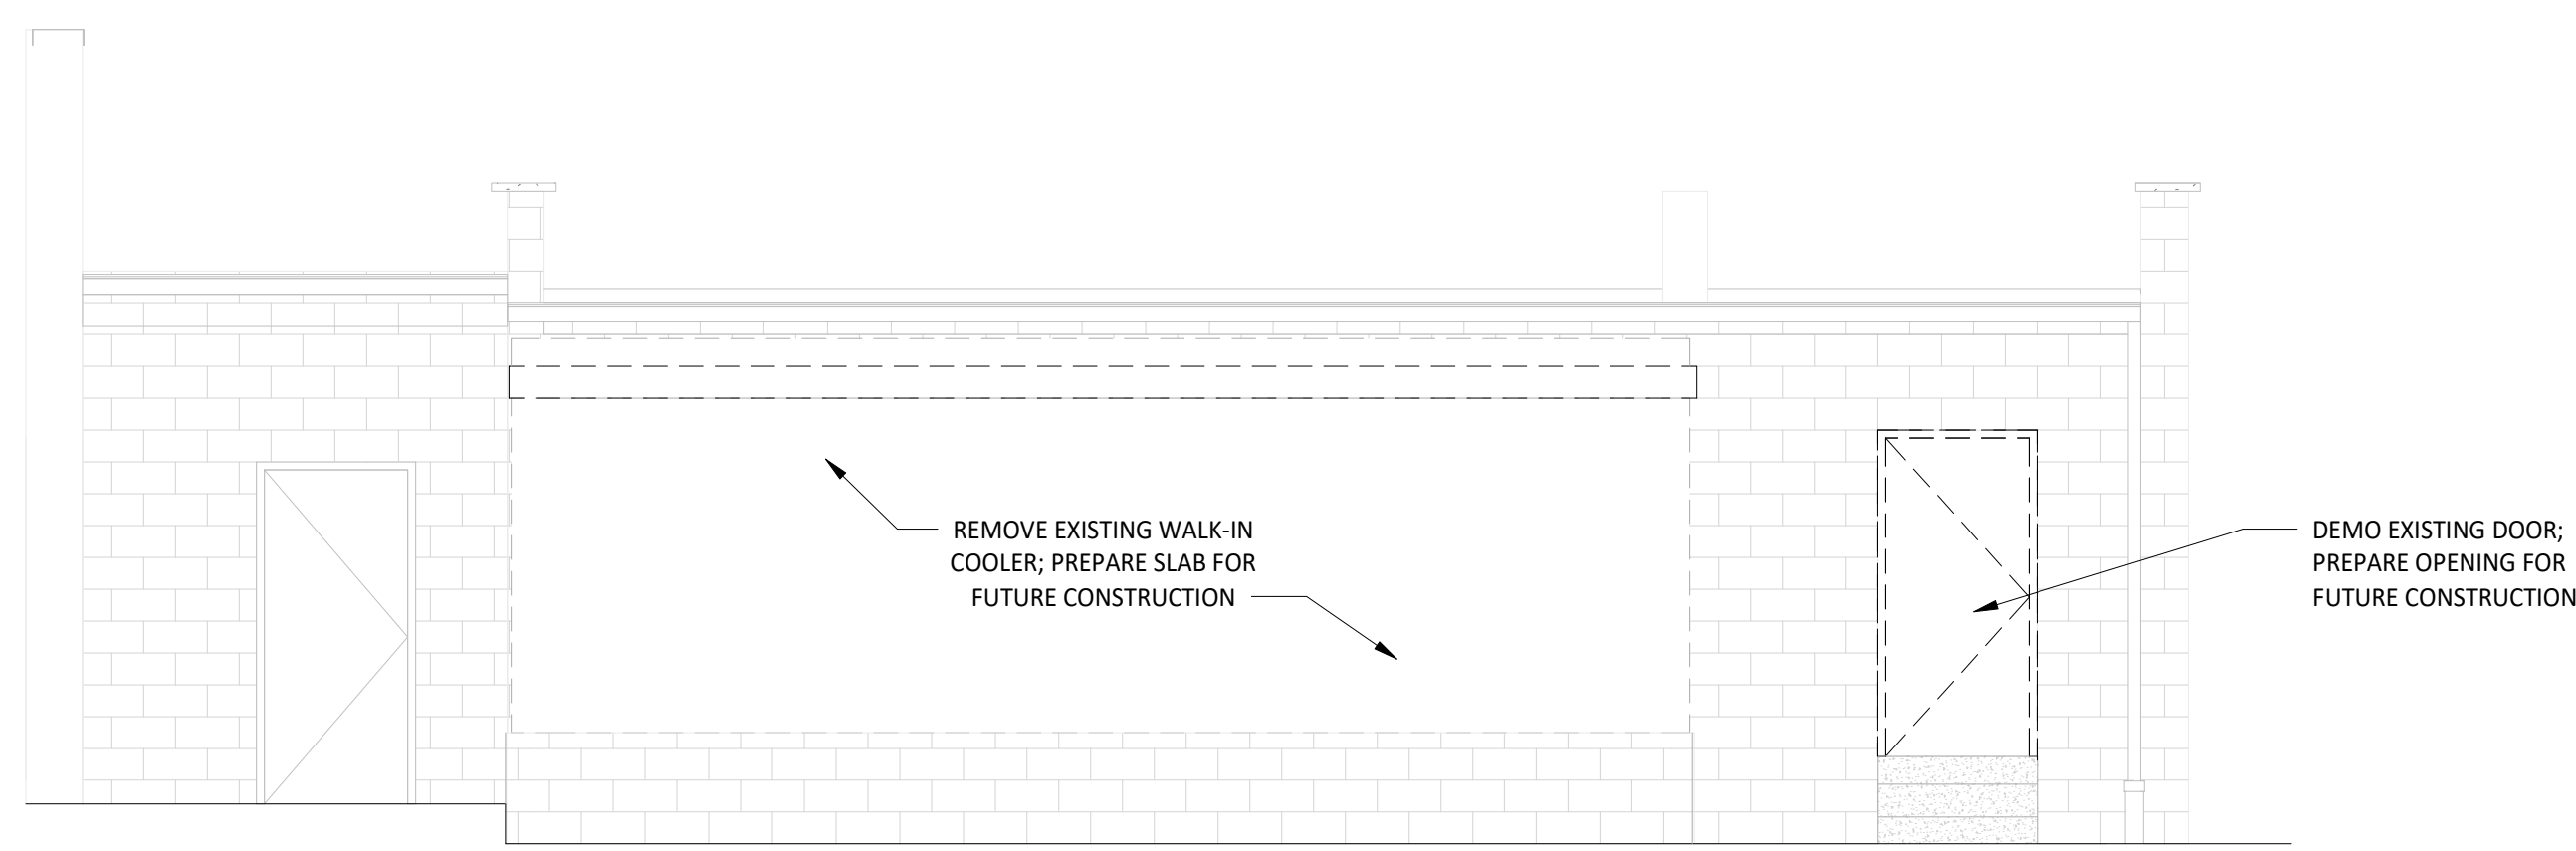 REMOVE EXISTING WALK-IN
COOLER; PREPARE SLAB FOR
FUTURE CONSTRUCTION
DEMO EXISTING DOOR;
PREPARE OPENING FOR
FUTURE CONSTRUCTION